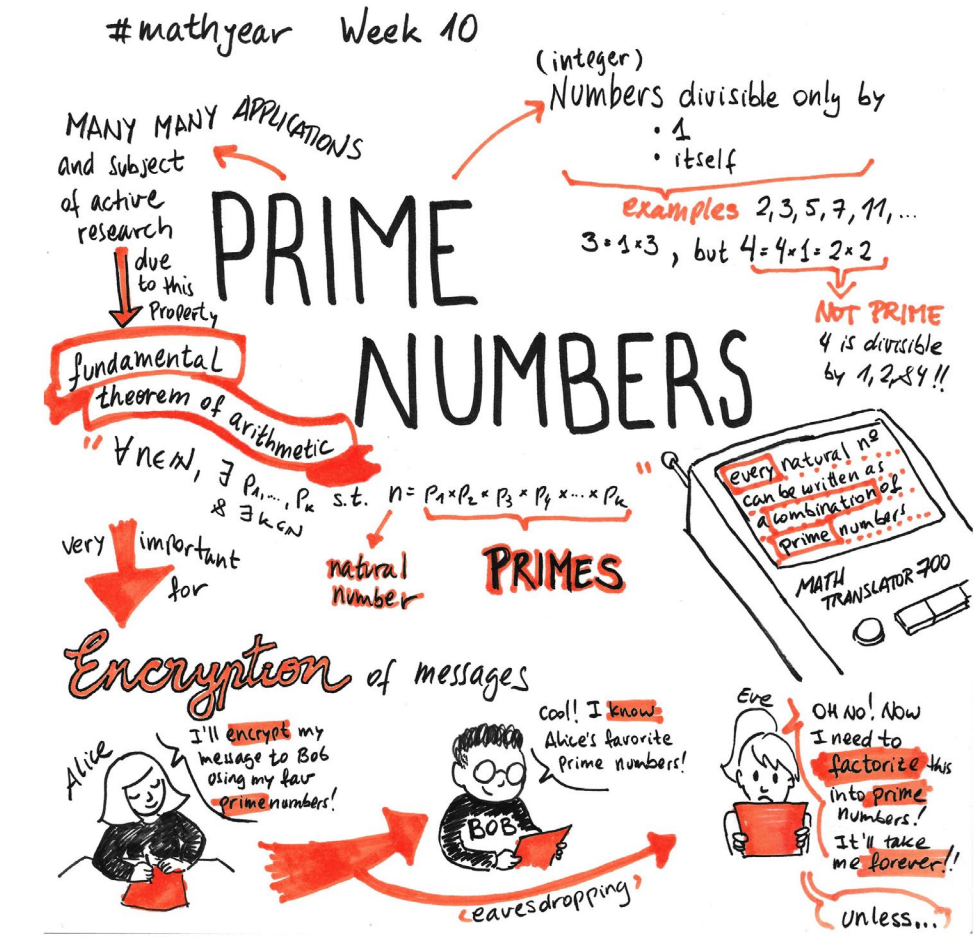 #mathyear Week 10
(integer)
Numbers divisible only by
• 1
• itself
examples 2, 3, 5, 7, 11, ...
3=1×3, but 4=4×1=2×2
NOT PRIME
4 is divisible
by 1, 2, & 4!!
MANY MANY APPLICATIONS
and subject
of active
research
due
to this
Property
PRIME
NUMBERS
fundamental
theorem of arithmetic
" ∀n∈ℕ, ∃ p₁,..., pₖ s.t. n = p₁×p₂×p₃×p₄×...×pₖ "
& ∃k∈ℕ
natural
number
PRIMES
every natural nº
can be written as
a combination of
prime numbers
MATH
TRANSLATOR 700
very important
for
Encryption of messages
Alice
I'll encrypt my
message to Bob
using my fav
prime numbers!
Cool! I know
Alice's favorite
Prime numbers!
BOB
Eve
OH NO! Now
I need to
factorize this
into prime
numbers!
It'll take
me forever!!
unless...
eavesdropping